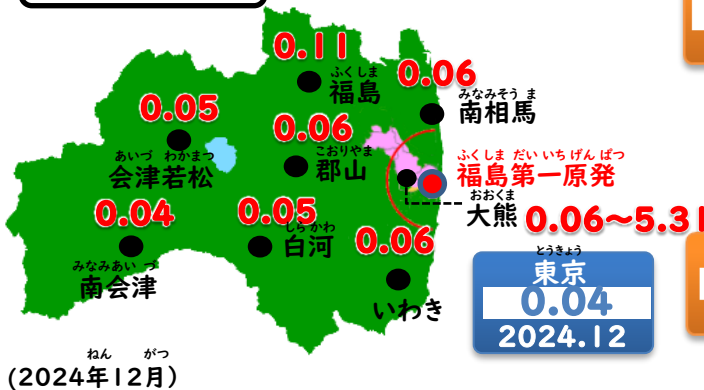 0.11
ふくしま
福島
0.06
みなみそうま
南相馬
0.05
あいづ わかまつ
会津若松
0.06
こおりやま
郡山
ふくしま だい いち げん ぱつ
福島第一原発
おおくま
大熊
0.06〜5.31
0.04
みなみあいづ
南会津
0.05
しらかわ
白河
0.06
いわき
とうきょう
東京
0.04
2024.12
ねん がつ
(2024年12月)